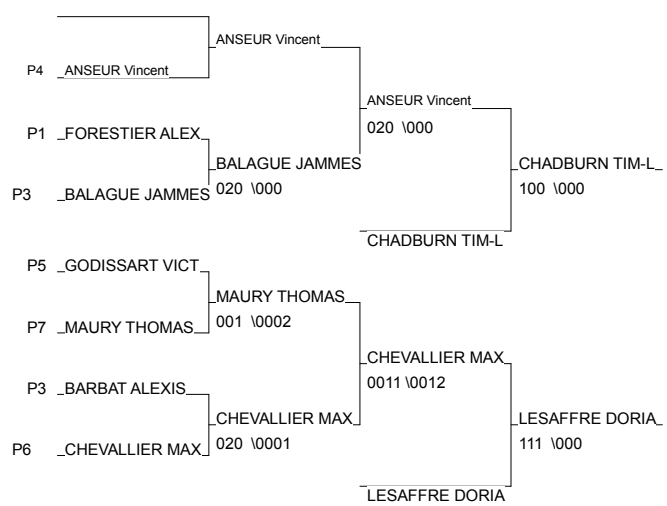 ANSEUR Vincent
P4 ANSEUR Vincent
ANSEUR Vincent
020 \000
P1 FORESTIER ALEX
BALAGUE JAMMES
020 \000
CHADBURN TIM-L
100 \000
P3 BALAGUE JAMMES
CHADBURN TIM-L
P5 GODISSART VICT
MAURY THOMAS
001 \0002
P7 MAURY THOMAS
CHEVALLIER MAX
0011 \0012
P3 BARBAT ALEXIS
CHEVALLIER MAX
020 \0001
LESAFFRE DORIA
111 \000
P6 CHEVALLIER MAX
LESAFFRE DORIA